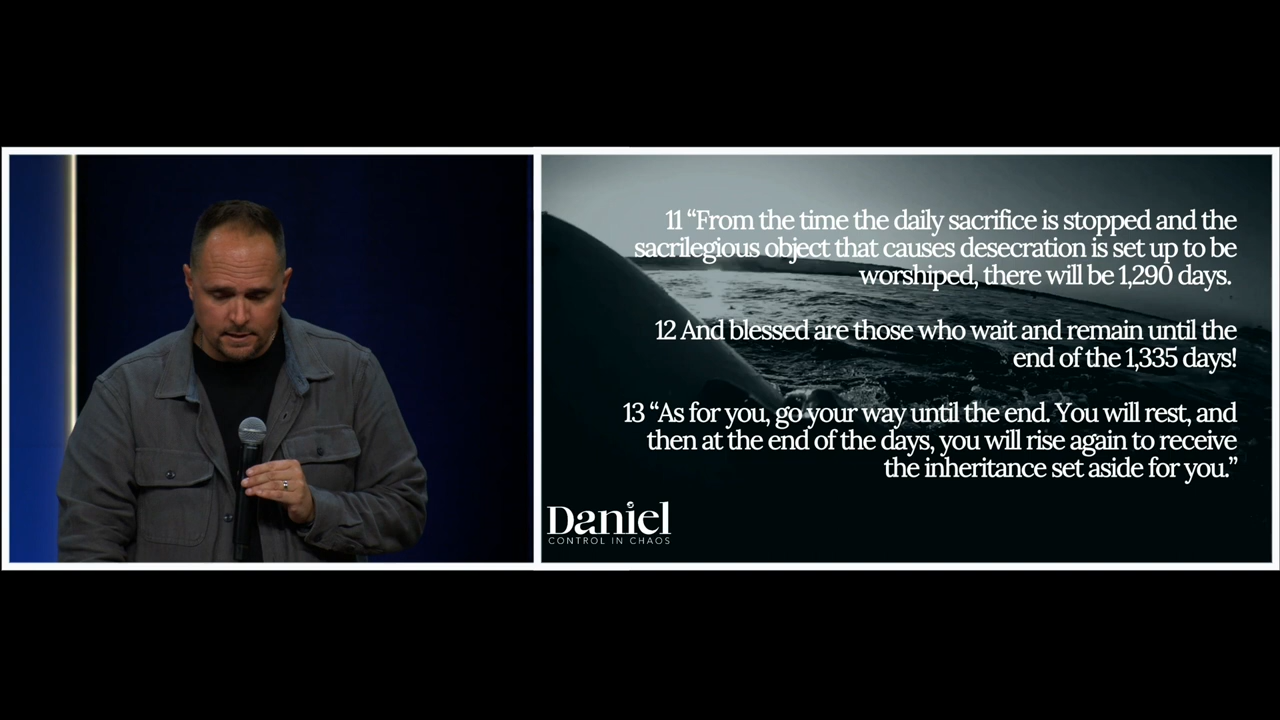 11 “From the time the daily sacrifice is stopped and the
sacrilegious object that causes desecration is set up to be
worshiped, there will be 1,290 days.
12 And blessed are those who wait and remain until the
end of the 1,335 days!
13 “As for you, go your way until the end. You will rest, and
then at the end of the days, you will rise again to receive
the inheritance set aside for you.”
Daniel
CONTROL IN CHAOS